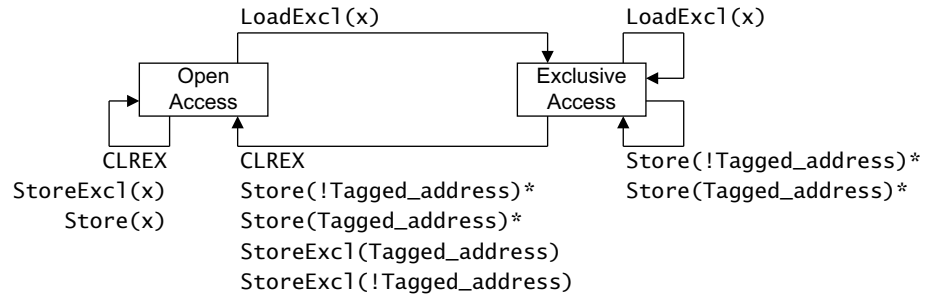 LoadExcl(x)
LoadExcl(x)
Open
Access
Exclusive
Access
CLREX
StoreExcl(x)
Store(x)
CLREX
Store(!Tagged_address)*
Store(Tagged_address)*
StoreExcl(Tagged_address)
StoreExcl(!Tagged_address)
Store(!Tagged_address)*
Store(Tagged_address)*